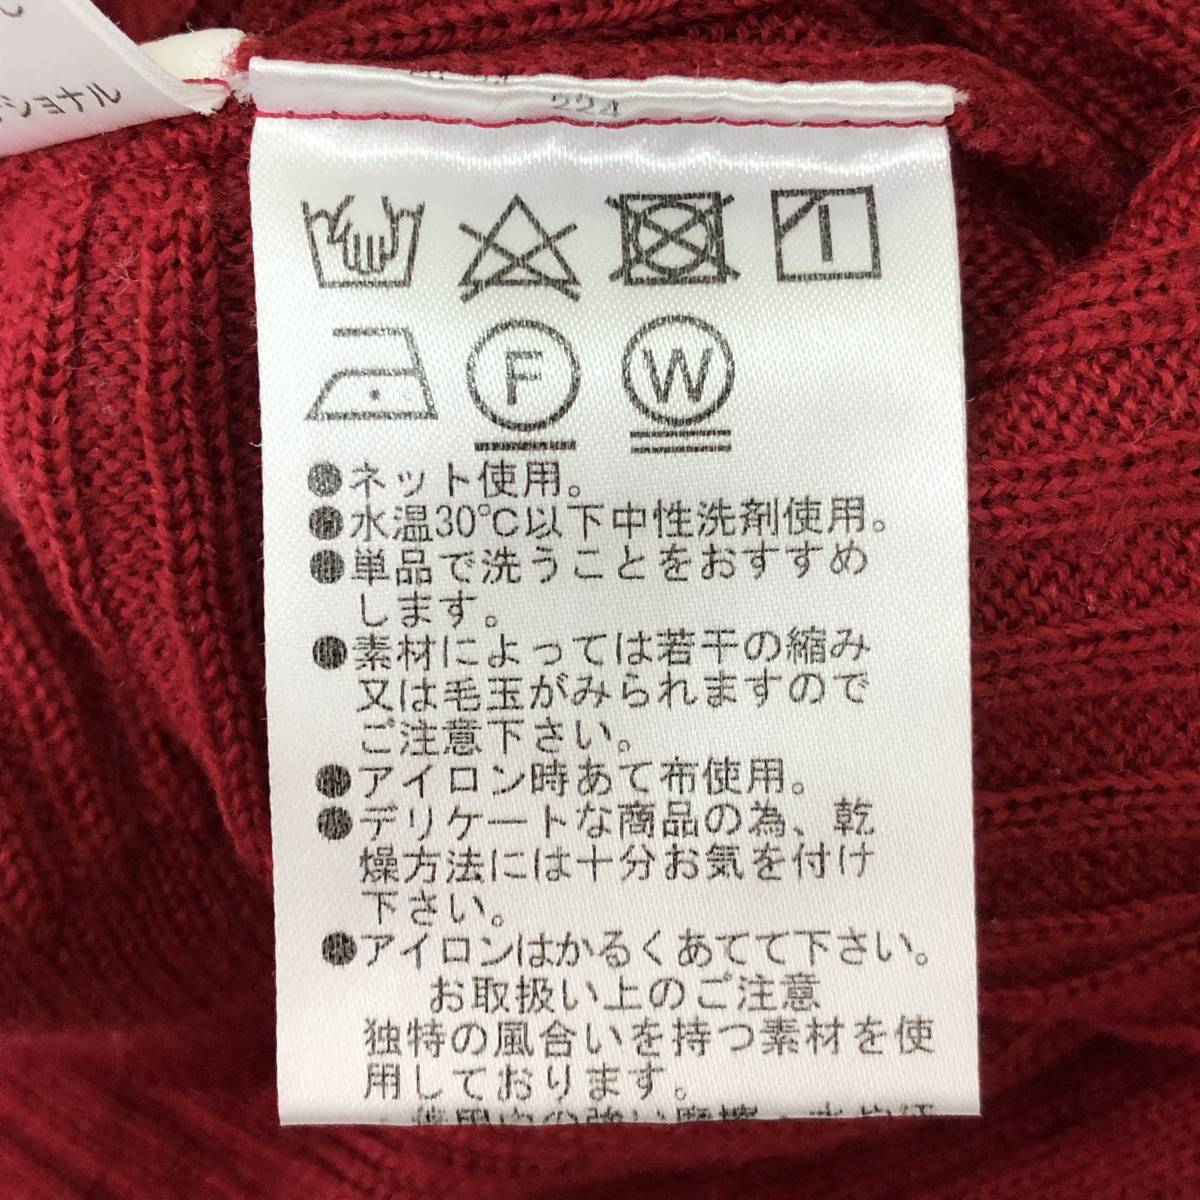 ショナル
224
F
W
●ネット使用。
●水温30℃以下中性洗剤使用。
●単品で洗うことをおすすめ
します。
●素材によっては若干の縮み
又は毛玉がみられますので
ご注意下さい。
●アイロン時あて布使用。
●デリケートな商品の為、乾
燥方法には十分お気を付け
下さい。
●アイロンはかるくあてて下さい。
お取扱い上のご注意
独特の風合いを持つ素材を使
用しております。